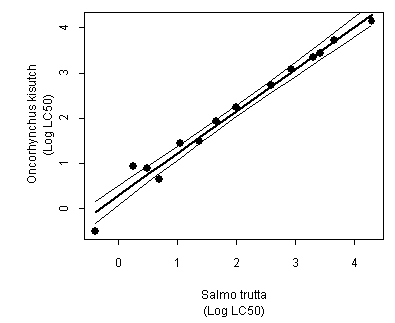 Oncorhynchus kisutch
(Log LC50)
4
3
2
1
0
0 1 2 3 4
Salmo trutta
(Log LC50)